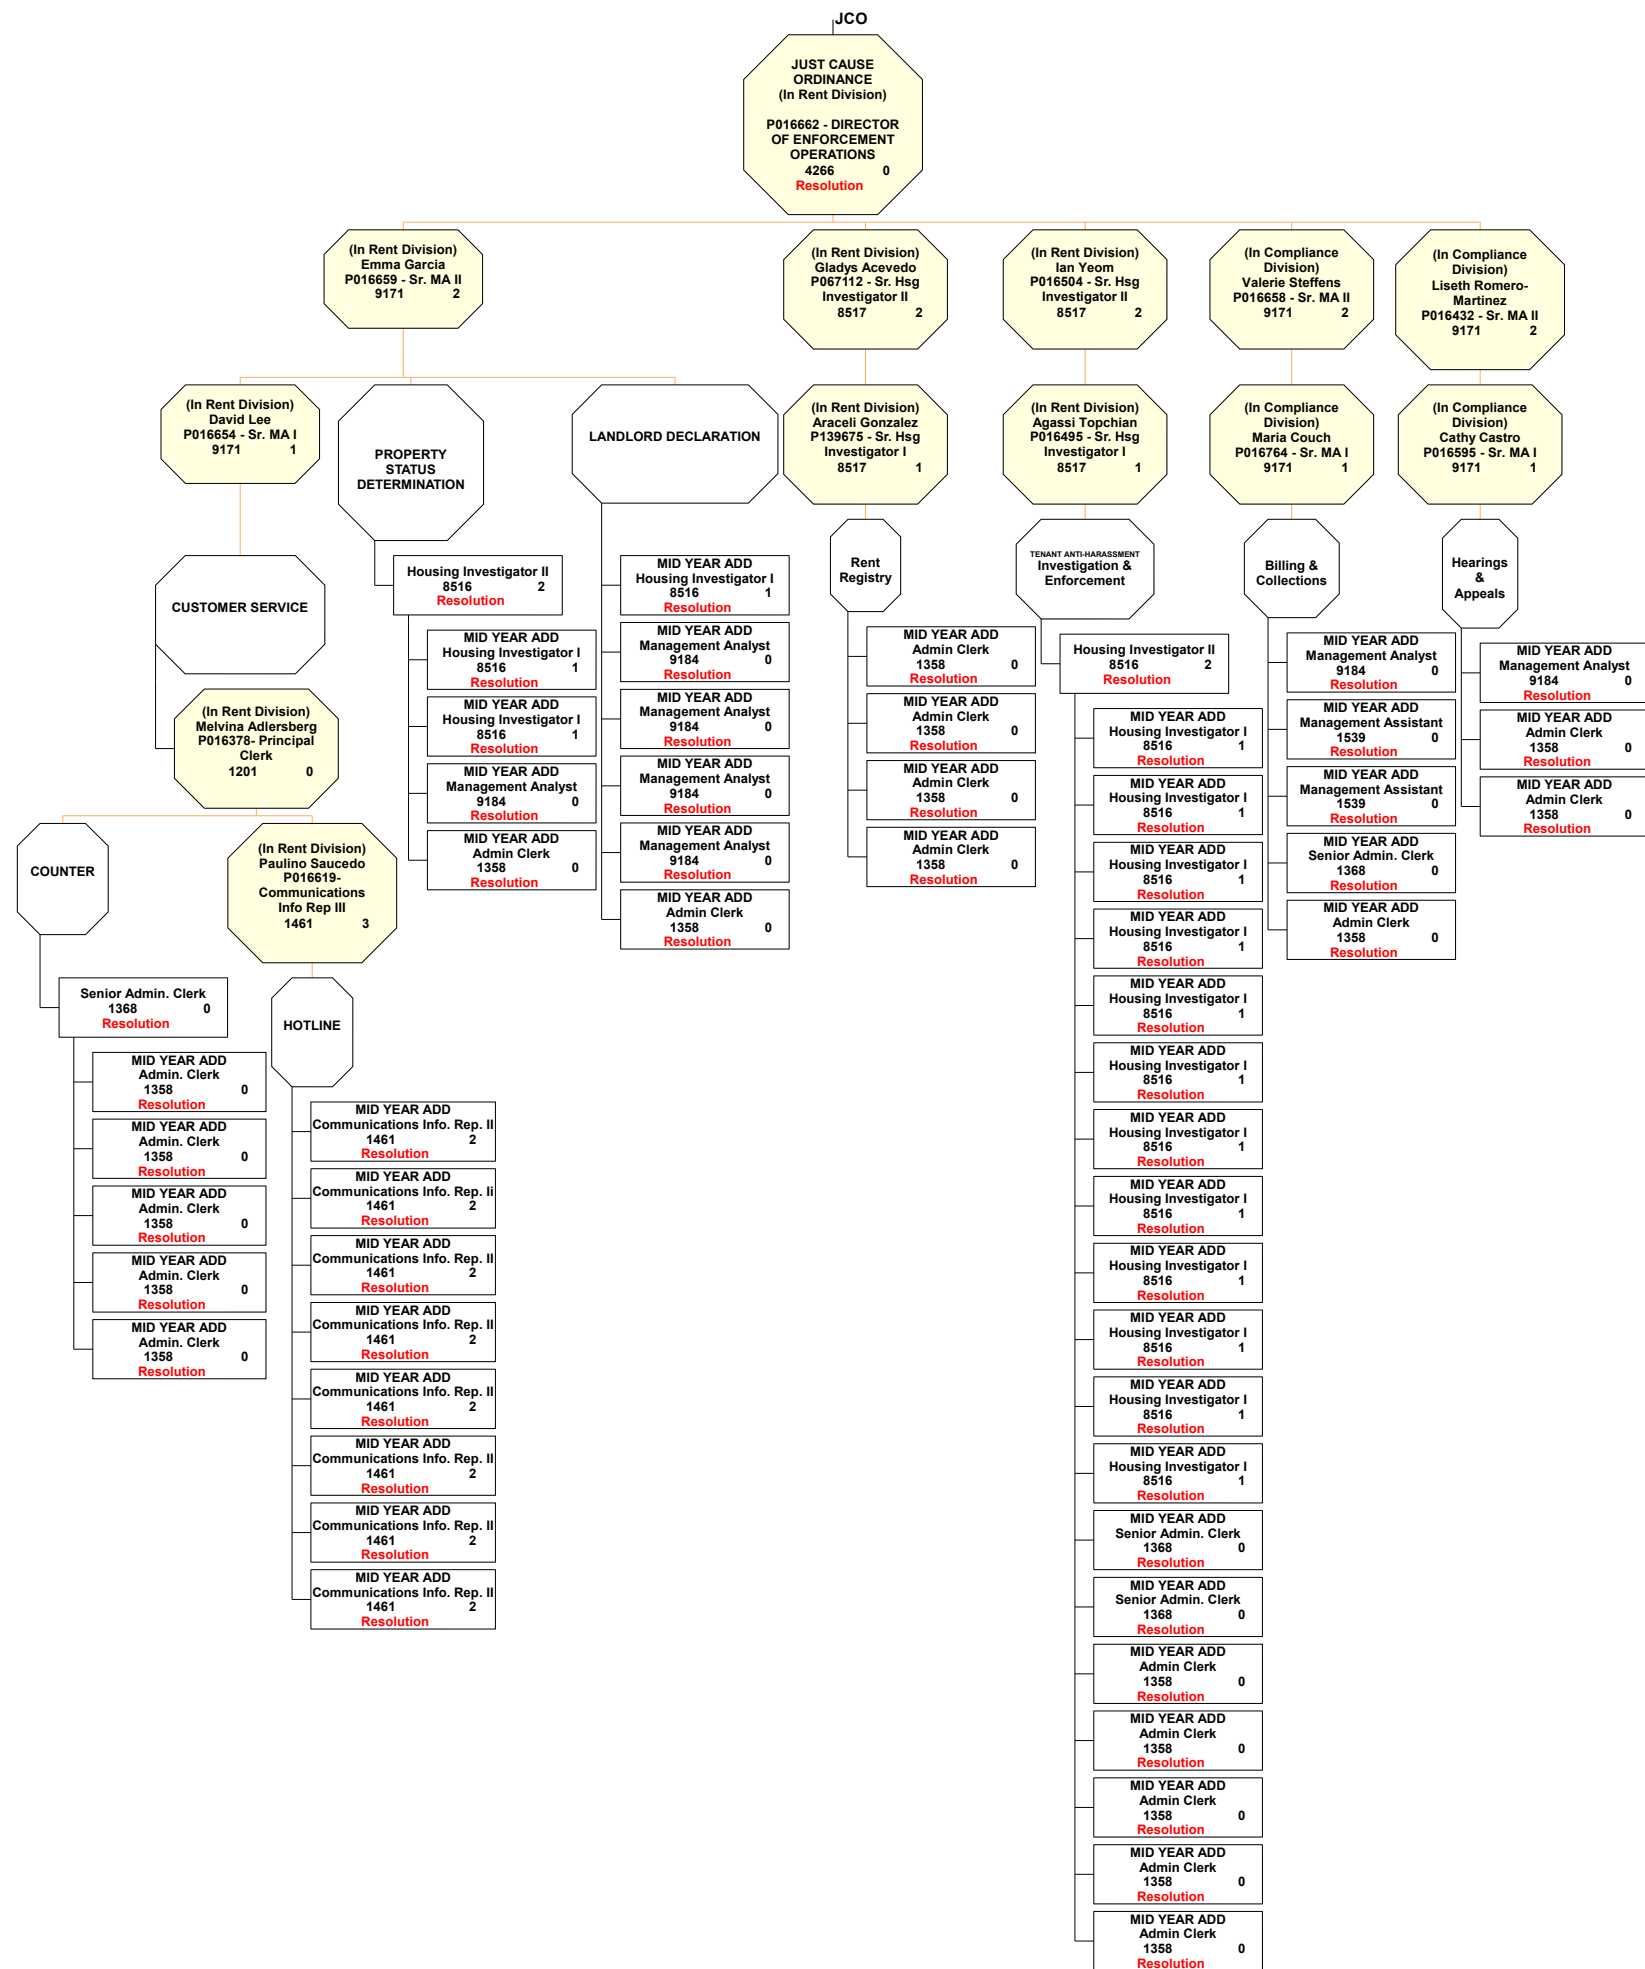 JCO
JUST CAUSE
ORDINANCE
(In Rent Division)
P016662 - DIRECTOR
OF ENFORCEMENT
OPERATIONS
4266 0
Resolution
(In Rent Division)
Emma Garcia
P016659 - Sr. MA II
9171 2
(In Rent Division)
Gladys Acevedo
P067112 - Sr. Hsg
Investigator II
8517 2
(In Rent Division)
Ian Yeom
P016504 - Sr. Hsg
Investigator II
8517 2
(In Compliance
Division)
Valerie Steffens
P016658 - Sr. MA II
9171 2
(In Compliance
Division)
Liseth Romero-
Martinez
P016432 - Sr. MA II
9171 2
(In Rent Division)
David Lee
P016654 - Sr. MA I
9171 1
PROPERTY
STATUS
DETERMINATION
LANDLORD DECLARATION
(In Rent Division)
Araceli Gonzalez
P139675 - Sr. Hsg
Investigator I
8517 1
(In Rent Division)
Agassi Topchian
P016495 - Sr. Hsg
Investigator I
8517 1
(In Compliance
Division)
Maria Couch
P016764 - Sr. MA I
9171 1
(In Compliance
Division)
Cathy Castro
P016595 - Sr. MA I
9171 1
CUSTOMER SERVICE
(In Rent Division)
Melvina Adlersberg
P016378- Principal
Clerk
1201 0
COUNTER
(In Rent Division)
Paulino Saucedo
P016619-
Communications
Info Rep III
1461 3
Senior Admin. Clerk
1368 0
Resolution
MID YEAR ADD
Admin. Clerk
1358 0
Resolution
MID YEAR ADD
Admin. Clerk
1358 0
Resolution
MID YEAR ADD
Admin. Clerk
1358 0
Resolution
MID YEAR ADD
Admin. Clerk
1358 0
Resolution
MID YEAR ADD
Admin. Clerk
1358 0
Resolution
HOTLINE
MID YEAR ADD
Communications Info. Rep. II
1461 2
Resolution
MID YEAR ADD
Communications Info. Rep. Ii
1461 2
Resolution
MID YEAR ADD
Communications Info. Rep. II
1461 2
Resolution
MID YEAR ADD
Communications Info. Rep. II
1461 2
Resolution
MID YEAR ADD
Communications Info. Rep. II
1461 2
Resolution
MID YEAR ADD
Communications Info. Rep. II
1461 2
Resolution
MID YEAR ADD
Communications Info. Rep. II
1461 2
Resolution
MID YEAR ADD
Communications Info. Rep. II
1461 2
Resolution
Housing Investigator II
8516 2
Resolution
MID YEAR ADD
Housing Investigator I
8516 1
Resolution
MID YEAR ADD
Housing Investigator I
8516 1
Resolution
MID YEAR ADD
Management Analyst
9184 0
Resolution
MID YEAR ADD
Admin Clerk
1358 0
Resolution
MID YEAR ADD
Housing Investigator I
8516 1
Resolution
MID YEAR ADD
Management Analyst
9184 0
Resolution
MID YEAR ADD
Management Analyst
9184 0
Resolution
MID YEAR ADD
Management Analyst
9184 0
Resolution
MID YEAR ADD
Management Analyst
9184 0
Resolution
MID YEAR ADD
Admin Clerk
1358 0
Resolution
Rent
Registry
MID YEAR ADD
Admin Clerk
1358 0
Resolution
MID YEAR ADD
Admin Clerk
1358 0
Resolution
MID YEAR ADD
Admin Clerk
1358 0
Resolution
MID YEAR ADD
Admin Clerk
1358 0
Resolution
TENANT ANTI-HARASSMENT
Investigation &
Enforcement
Housing Investigator II
8516 2
Resolution
MID YEAR ADD
Housing Investigator I
8516 1
Resolution
MID YEAR ADD
Housing Investigator I
8516 1
Resolution
MID YEAR ADD
Housing Investigator I
8516 1
Resolution
MID YEAR ADD
Housing Investigator I
8516 1
Resolution
MID YEAR ADD
Housing Investigator I
8516 1
Resolution
MID YEAR ADD
Housing Investigator I
8516 1
Resolution
MID YEAR ADD
Housing Investigator I
8516 1
Resolution
MID YEAR ADD
Housing Investigator I
8516 1
Resolution
MID YEAR ADD
Housing Investigator I
8516 1
Resolution
MID YEAR ADD
Housing Investigator I
8516 1
Resolution
MID YEAR ADD
Housing Investigator I
8516 1
Resolution
MID YEAR ADD
Housing Investigator I
8516 1
Resolution
MID YEAR ADD
Senior Admin. Clerk
1368 0
Resolution
MID YEAR ADD
Senior Admin. Clerk
1368 0
Resolution
MID YEAR ADD
Admin Clerk
1358 0
Resolution
MID YEAR ADD
Admin Clerk
1358 0
Resolution
MID YEAR ADD
Admin Clerk
1358 0
Resolution
MID YEAR ADD
Admin Clerk
1358 0
Resolution
MID YEAR ADD
Admin Clerk
1358 0
Resolution
Billing &
Collections
MID YEAR ADD
Management Analyst
9184 0
Resolution
MID YEAR ADD
Management Assistant
1539 0
Resolution
MID YEAR ADD
Management Assistant
1539 0
Resolution
MID YEAR ADD
Senior Admin. Clerk
1368 0
Resolution
MID YEAR ADD
Admin Clerk
1358 0
Resolution
Hearings
&
Appeals
MID YEAR ADD
Management Analyst
9184 0
Resolution
MID YEAR ADD
Admin Clerk
1358 0
Resolution
MID YEAR ADD
Admin Clerk
1358 0
Resolution